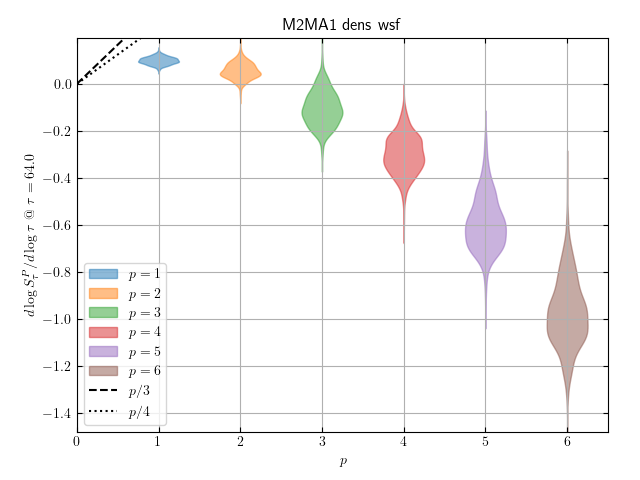 M2MA1 dens wsf
d log S_τ^P / d log τ @ τ = 64.0
0.0
−0.2
−0.4
−0.6
−0.8
−1.0
−1.2
−1.4
p = 1
p = 2
p = 3
p = 4
p = 5
p = 6
p/3
p/4
0 1 2 3 4 5 6
p